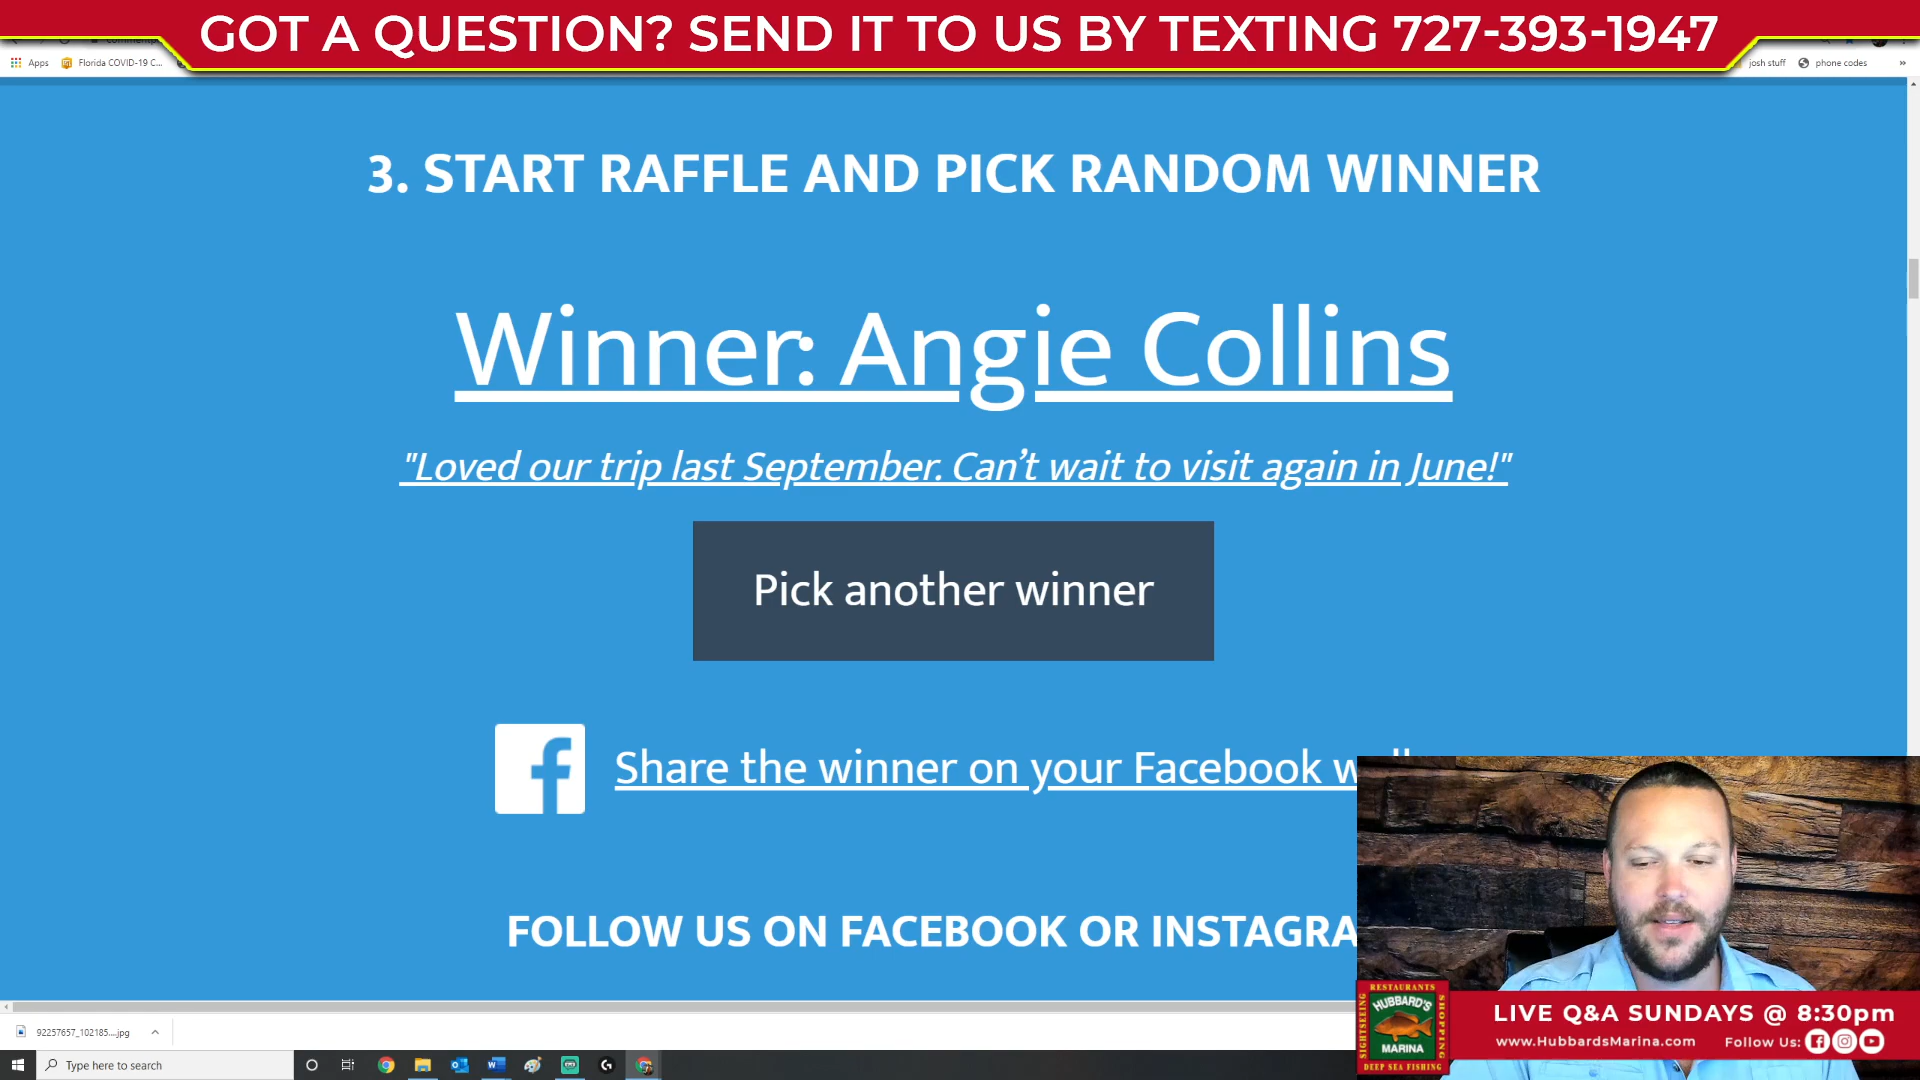 GOT A QUESTION? SEND IT TO US BY TEXTING 727-393-1947
Apps
Florida COVID-19 C...
josh stuff
phone codes
»
3. START RAFFLE AND PICK RANDOM WINNER
Winner: Angie Collins
"Loved our trip last September. Can't wait to visit again in June!"
Pick another winner
Share the winner on your Facebook
FOLLOW US ON FACEBOOK OR
92257657_102185....jpg
Type here to search
RESTAURANTS
SIGHTSEEING
HUBBARD'S
MARINA
SHOPPING
DEEP SEA FISHING
LIVE Q&A SUNDAYS @ 8:30pm
www.HubbardsMarina.com
Follow Us: